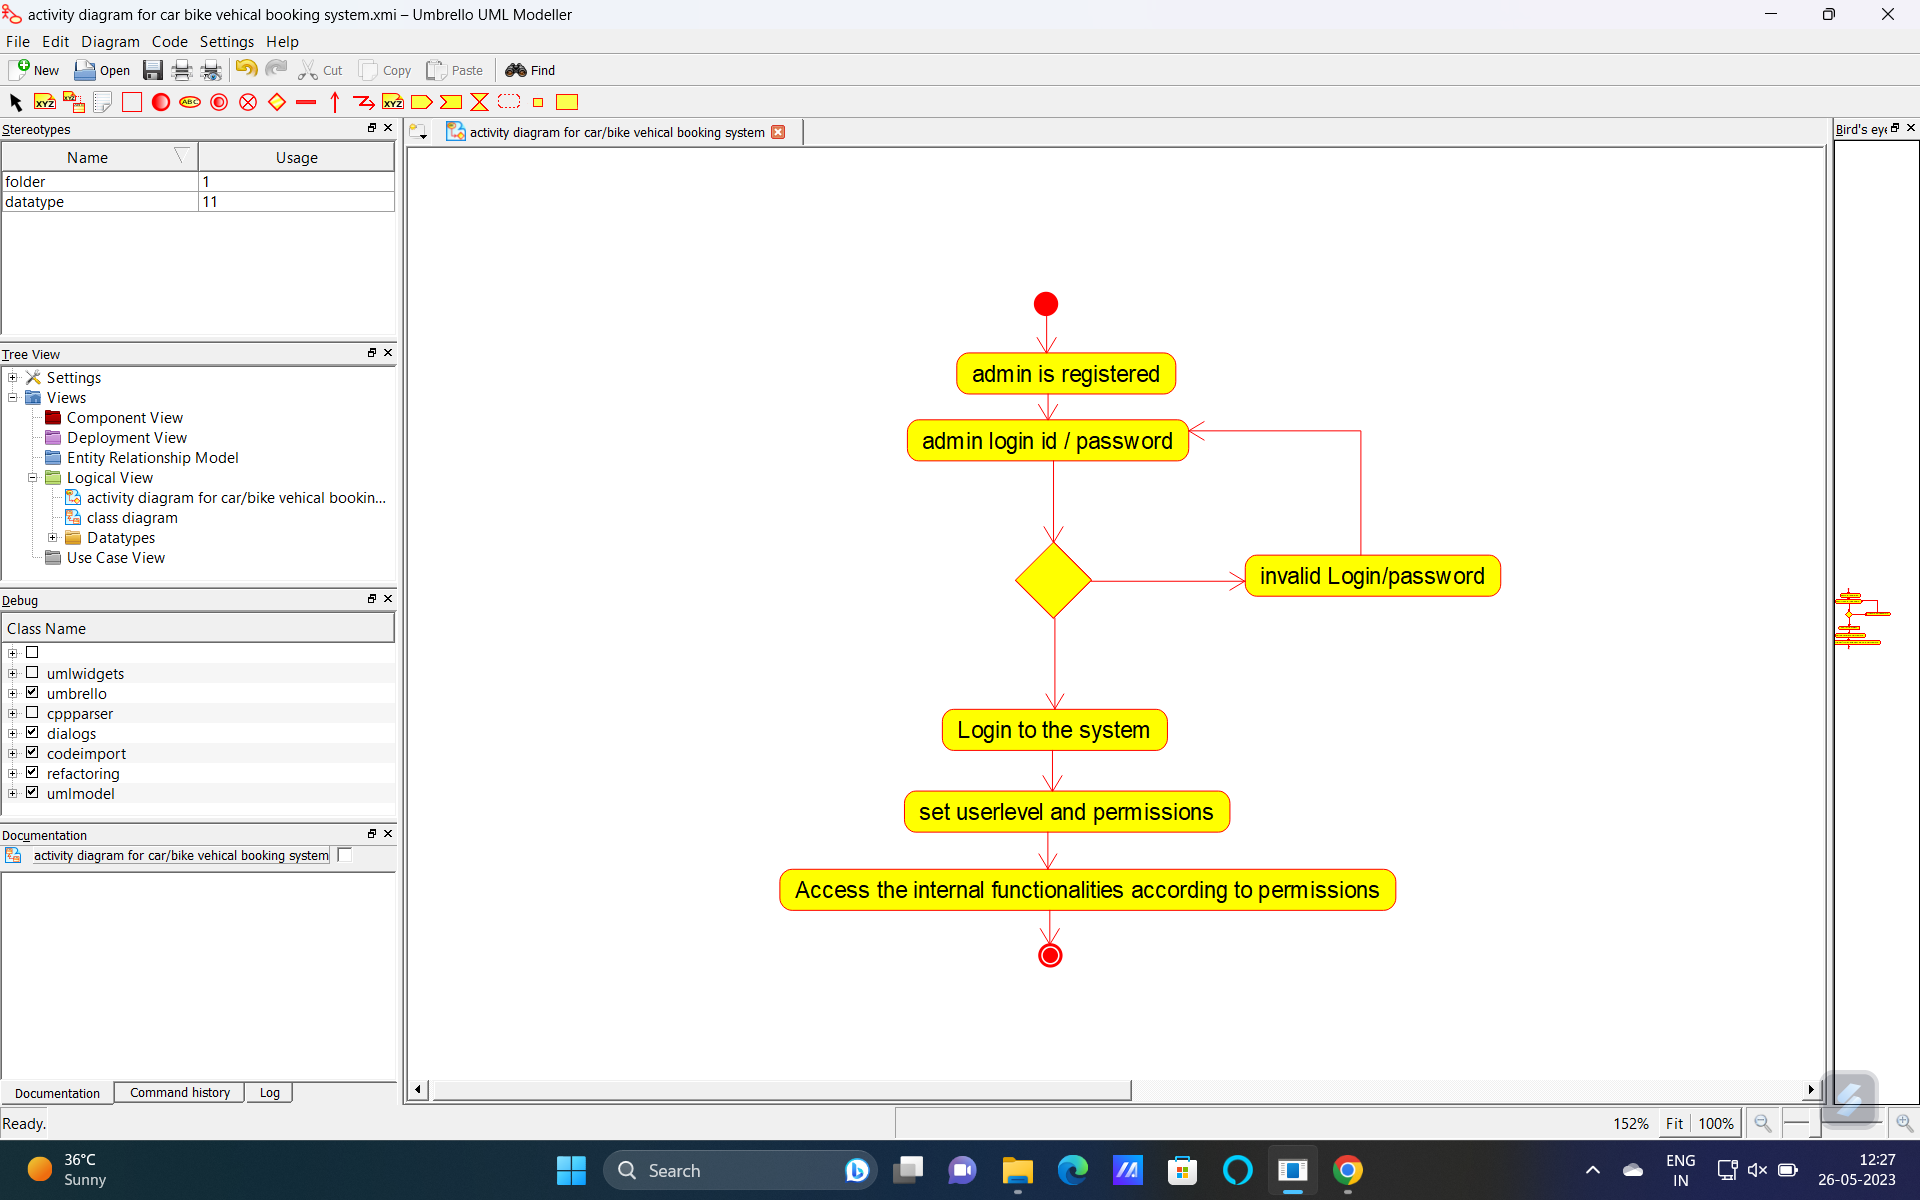 activity diagram for car bike vehical booking system.xmi – Umbrello UML Modeller
File Edit Diagram Code Settings Help
New Open Cut Copy Paste Find
XYZ XYZ ABC XYZ
Stereotypes
activity diagram for car/bike vehical booking system
Bird's eye
Name Usage
folder 1
datatype 11
Tree View
Settings
Views
Component View
Deployment View
Entity Relationship Model
Logical View
activity diagram for car/bike vehical bookin...
class diagram
Datatypes
Use Case View
Debug
Class Name
umlwidgets
umbrello
cppparser
dialogs
codeimport
refactoring
umlmodel
Documentation
activity diagram for car/bike vehical booking system
Documentation Command history Log
admin is registered
admin login id / password
invalid Login/password
Login to the system
set userlevel and permissions
Access the internal functionalities according to permissions
Ready.
152% Fit 100%
36°C
Sunny
Search
ENG
IN
12:27
26-05-2023